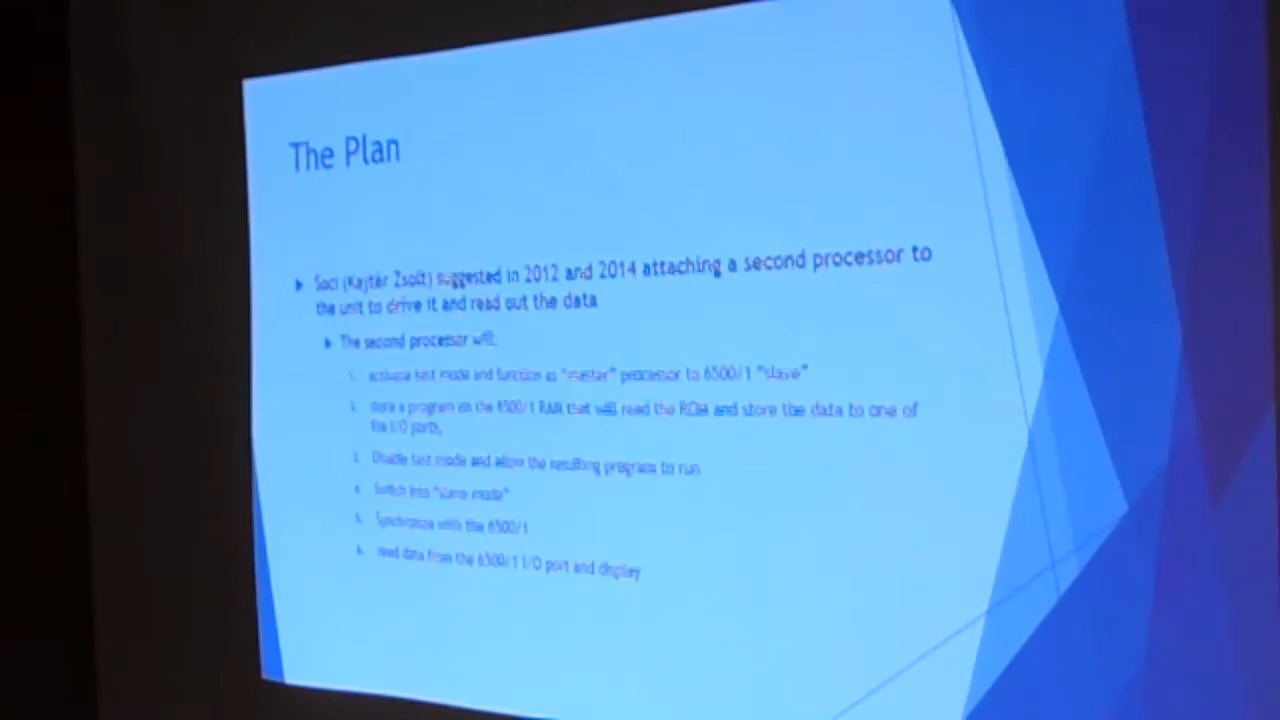 The Plan
Soci (Kajtár Zsolt) suggested in 2012 and 2014 attaching a second processor to
the unit to drive it and read out the data
The second processor will:
1. activate test mode and function as "master" processor to 6500/1 "slave"
2. store a program on the 6500/1 RAM that will read the ROM and store the data to one of
the I/O ports,
3. Disable test mode and allow the resulting program to run
4. Switch into "slave mode"
5. Synchronize with the 6500/1
6. read data from the 6500/1 I/O port and display